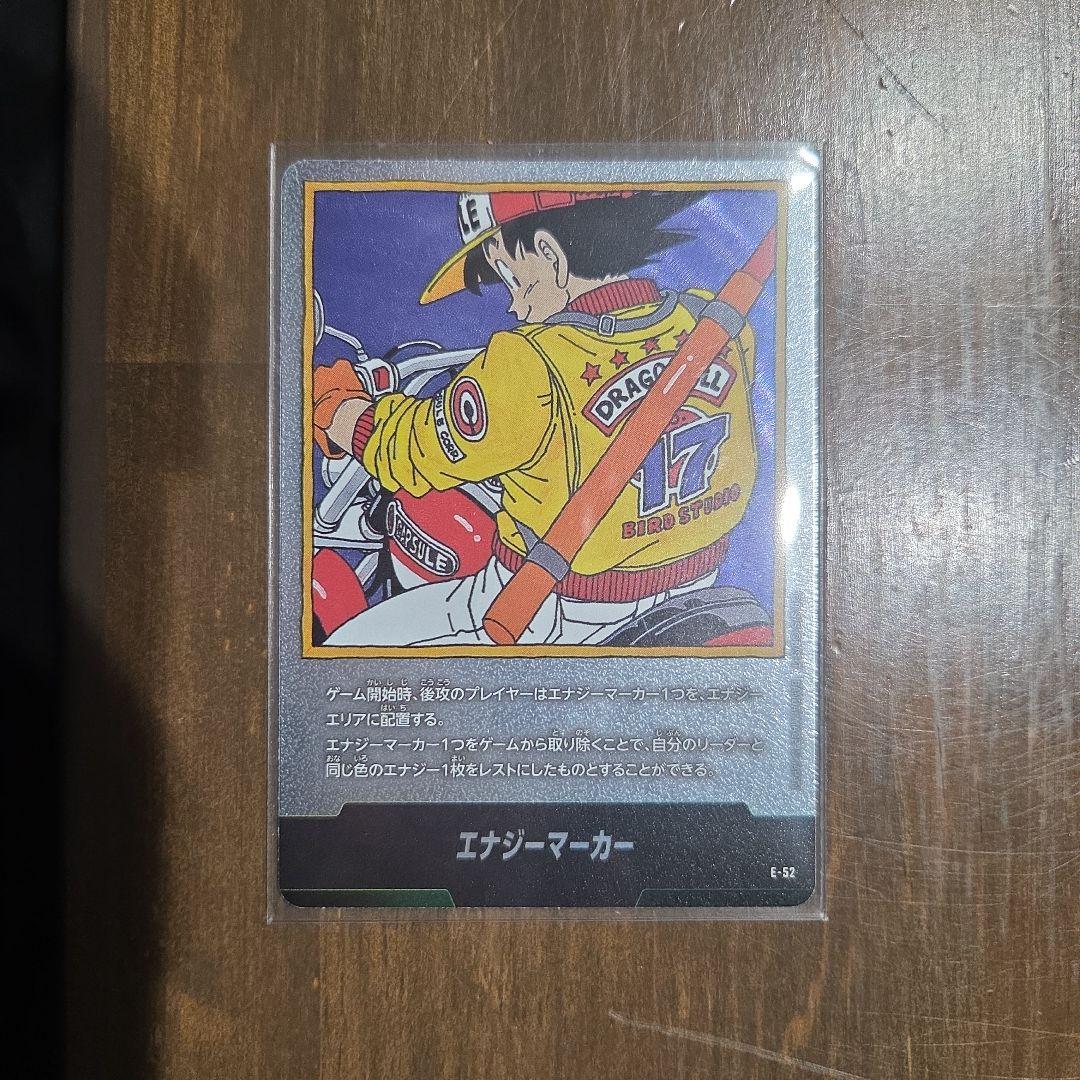 LE
DRAGO LL
17
BIRD STUDIO
C
CORP.
CAPSULE
ゲーム開始時、後攻のプレイヤーはエナジーマーカー1つを、エナジー
エリアに配置する。
エナジーマーカー1つをゲームから取り除くことで、自分のリーダーと
同じ色のエナジー1枚をレストにしたものとすることができる。
エナジーマーカー
E-52